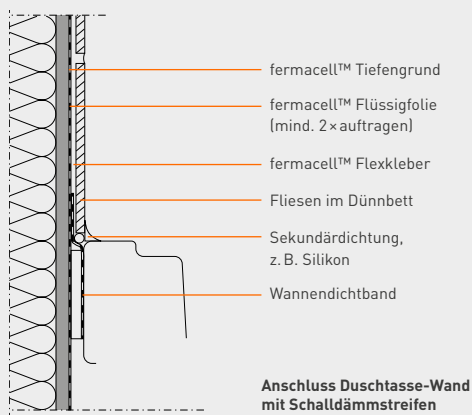 fermacell™ Tiefengrund
fermacell™ Flüssigfolie
(mind. 2×auftragen)
fermacell™ Flexkleber
Fliesen im Dünnbett
Sekundärdichtung,
z. B. Silikon
Wannendichtband
Anschluss Duschtasse-Wand
mit Schalldämmstreifen